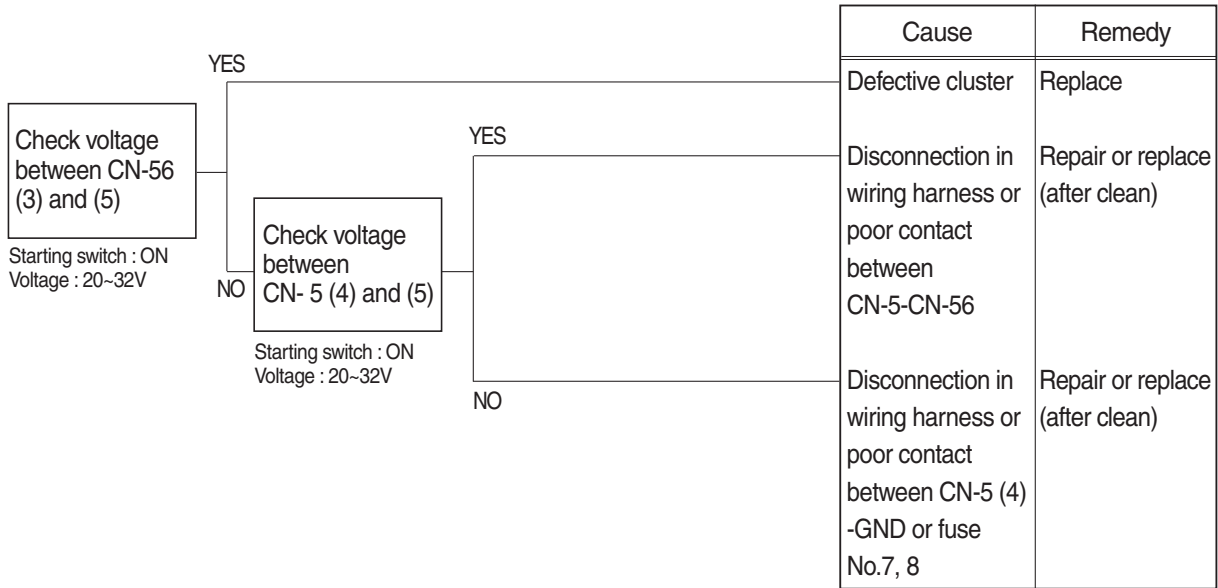 Cause
Remedy
YES
Defective cluster
Replace
Check voltage
between CN-56
(3) and (5)
Starting switch : ON
Voltage : 20~32V
YES
Disconnection in
wiring harness or
poor contact
between
CN-5-CN-56
Repair or replace
(after clean)
NO
Check voltage
between
CN- 5 (4) and (5)
Starting switch : ON
Voltage : 20~32V
NO
Disconnection in
wiring harness or
poor contact
between CN-5 (4)
-GND or fuse
No.7, 8
Repair or replace
(after clean)